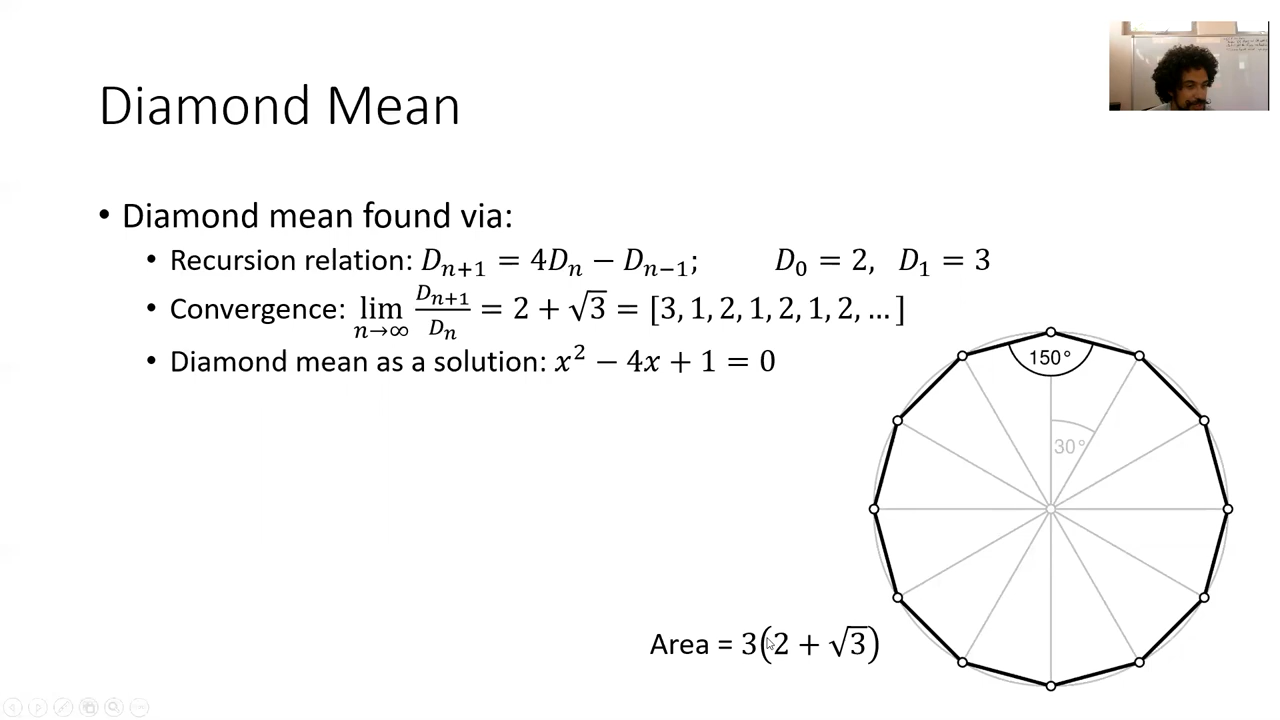 Diamond Mean
• Diamond mean found via:
• Recursion relation: Dₙ₊₁ = 4Dₙ − Dₙ₋₁; D₀ = 2, D₁ = 3
• Convergence: lim n→∞ Dₙ₊₁/Dₙ = 2 + √3 = [3, 1, 2, 1, 2, 1, 2, … ]
• Diamond mean as a solution: x² − 4x + 1 = 0
150°
30°
Area = 3(2 + √3)